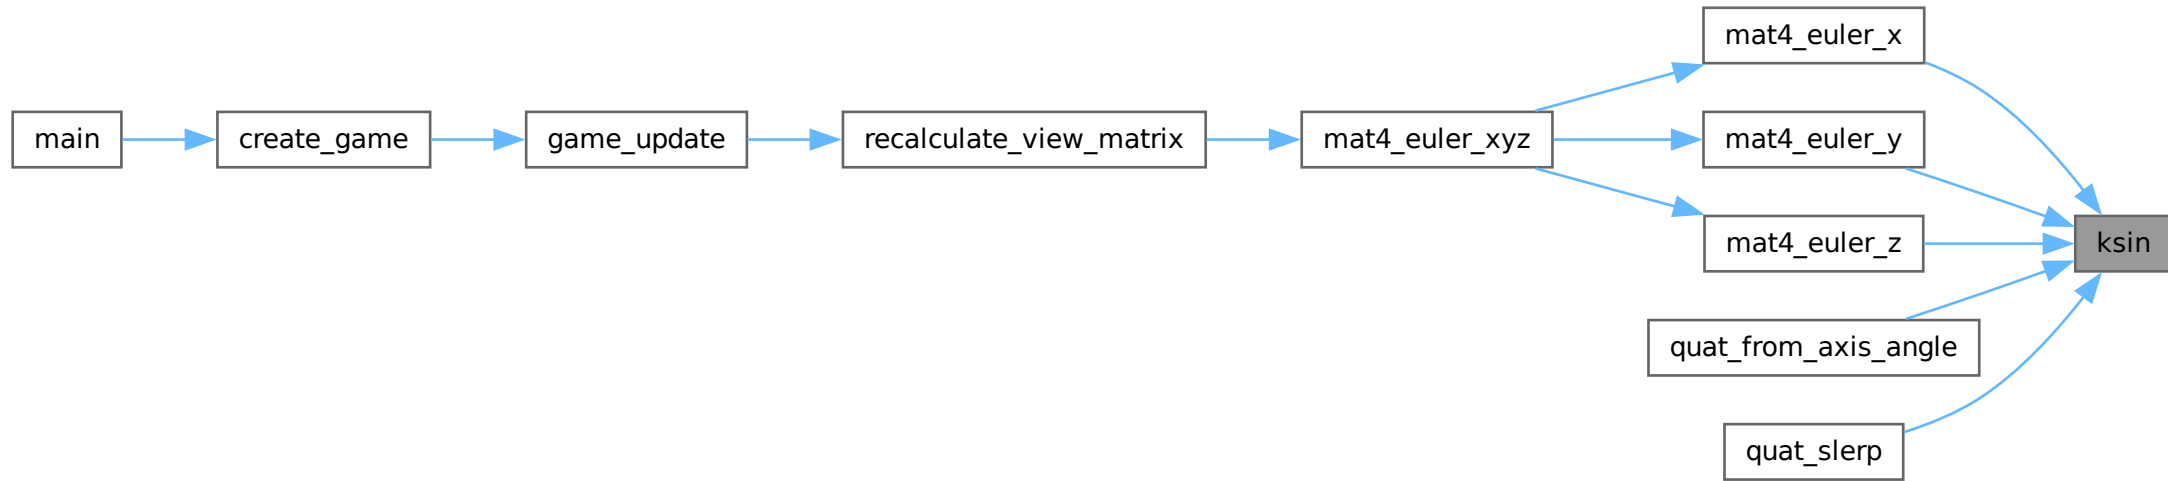 main
create_game
game_update
recalculate_view_matrix
mat4_euler_xyz
mat4_euler_x
mat4_euler_y
mat4_euler_z
quat_from_axis_angle
quat_slerp
ksin